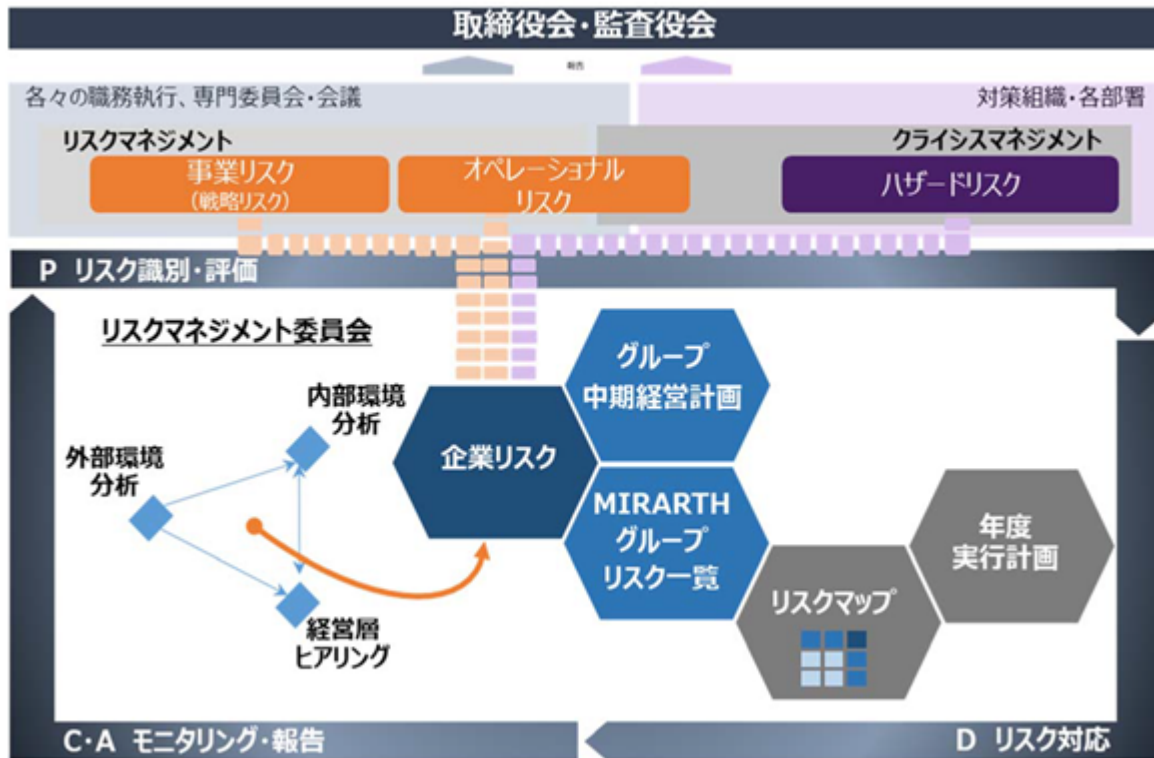 取締役会・監査役会
報告
各々の職務執行、専門委員会・会議
対策組織・各部署
リスクマネジメント
クライシスマネジメント
事業リスク
(戦略リスク)
オペレーショナル
リスク
ハザードリスク
P リスク識別・評価
リスクマネジメント委員会
内部環境
分析
外部環境
分析
経営層
ヒアリング
企業リスク
グループ
中期経営計画
MIRARTH
グループ
リスク一覧
リスクマップ
年度
実行計画
C・A モニタリング・報告
D リスク対応